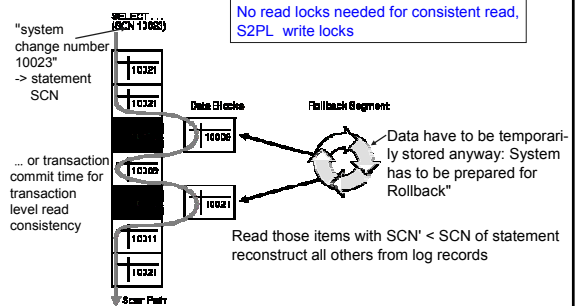 No read locks needed for consistent read,
S2PL write locks
SELECT . . .
(SCN 10023)
"system
change number
10023"
-> statement
SCN
10021
10021
Data Blocks
Rollback Segment
10006
Data have to be temporari-
ly stored anyway: System
has to be prepared for
Rollback"
... or transaction
commit time for
transaction
level read
consistency
10021
10011
10021
Read those items with SCN' < SCN of statement
reconstruct all others from log records
Scan Path